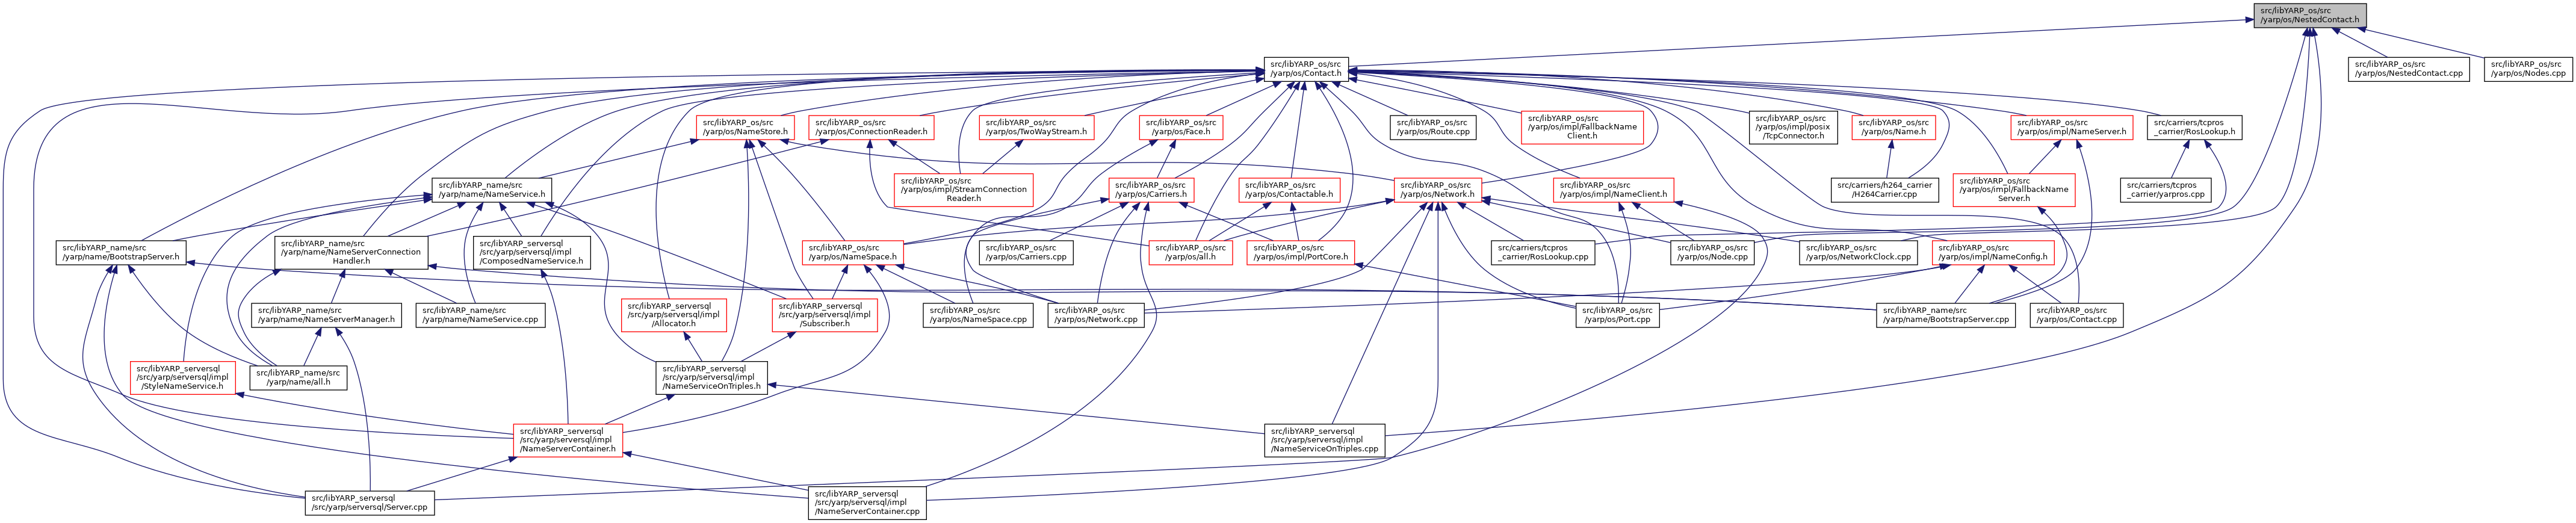 src/libYARP_os/src
/yarp/os/NestedContact.h
src/libYARP_os/src
/yarp/os/Contact.h
src/libYARP_os/src
/yarp/os/NestedContact.cpp
src/libYARP_os/src
/yarp/os/Nodes.cpp
src/libYARP_os/src
/yarp/os/NameStore.h
src/libYARP_os/src
/yarp/os/ConnectionReader.h
src/libYARP_os/src
/yarp/os/TwoWayStream.h
src/libYARP_os/src
/yarp/os/Face.h
src/libYARP_os/src
/yarp/os/Route.cpp
src/libYARP_os/src
/yarp/os/impl/FallbackName
Client.h
src/libYARP_os/src
/yarp/os/impl/posix
/TcpConnector.h
src/libYARP_os/src
/yarp/os/Name.h
src/libYARP_os/src
/yarp/os/impl/NameServer.h
src/carriers/tcpros
_carrier/RosLookup.h
src/libYARP_name/src
/yarp/name/NameService.h
src/libYARP_os/src
/yarp/os/impl/StreamConnection
Reader.h
src/libYARP_os/src
/yarp/os/Carriers.h
src/libYARP_os/src
/yarp/os/Contactable.h
src/libYARP_os/src
/yarp/os/Network.h
src/libYARP_os/src
/yarp/os/impl/NameClient.h
src/carriers/h264_carrier
/H264Carrier.cpp
src/libYARP_os/src
/yarp/os/impl/FallbackName
Server.h
src/carriers/tcpros
_carrier/yarpros.cpp
src/libYARP_name/src
/yarp/name/BootstrapServer.h
src/libYARP_name/src
/yarp/name/NameServerConnection
Handler.h
src/libYARP_serversql
/src/yarp/serversql/impl
/ComposedNameService.h
src/libYARP_os/src
/yarp/os/NameSpace.h
src/libYARP_os/src
/yarp/os/Carriers.cpp
src/libYARP_os/src
/yarp/os/all.h
src/libYARP_os/src
/yarp/os/impl/PortCore.h
src/carriers/tcpros
_carrier/RosLookup.cpp
src/libYARP_os/src
/yarp/os/Node.cpp
src/libYARP_os/src
/yarp/os/NetworkClock.cpp
src/libYARP_os/src
/yarp/os/impl/NameConfig.h
src/libYARP_name/src
/yarp/name/NameServerManager.h
src/libYARP_name/src
/yarp/name/NameService.cpp
src/libYARP_serversql
/src/yarp/serversql/impl
/Allocator.h
src/libYARP_serversql
/src/yarp/serversql/impl
/Subscriber.h
src/libYARP_os/src
/yarp/os/NameSpace.cpp
src/libYARP_os/src
/yarp/os/Network.cpp
src/libYARP_os/src
/yarp/os/Port.cpp
src/libYARP_name/src
/yarp/name/BootstrapServer.cpp
src/libYARP_os/src
/yarp/os/Contact.cpp
src/libYARP_serversql
/src/yarp/serversql/impl
/StyleNameService.h
src/libYARP_name/src
/yarp/name/all.h
src/libYARP_serversql
/src/yarp/serversql/impl
/NameServiceOnTriples.h
src/libYARP_serversql
/src/yarp/serversql/impl
/NameServerContainer.h
src/libYARP_serversql
/src/yarp/serversql/impl
/NameServiceOnTriples.cpp
src/libYARP_serversql
/src/yarp/serversql/Server.cpp
src/libYARP_serversql
/src/yarp/serversql/impl
/NameServerContainer.cpp